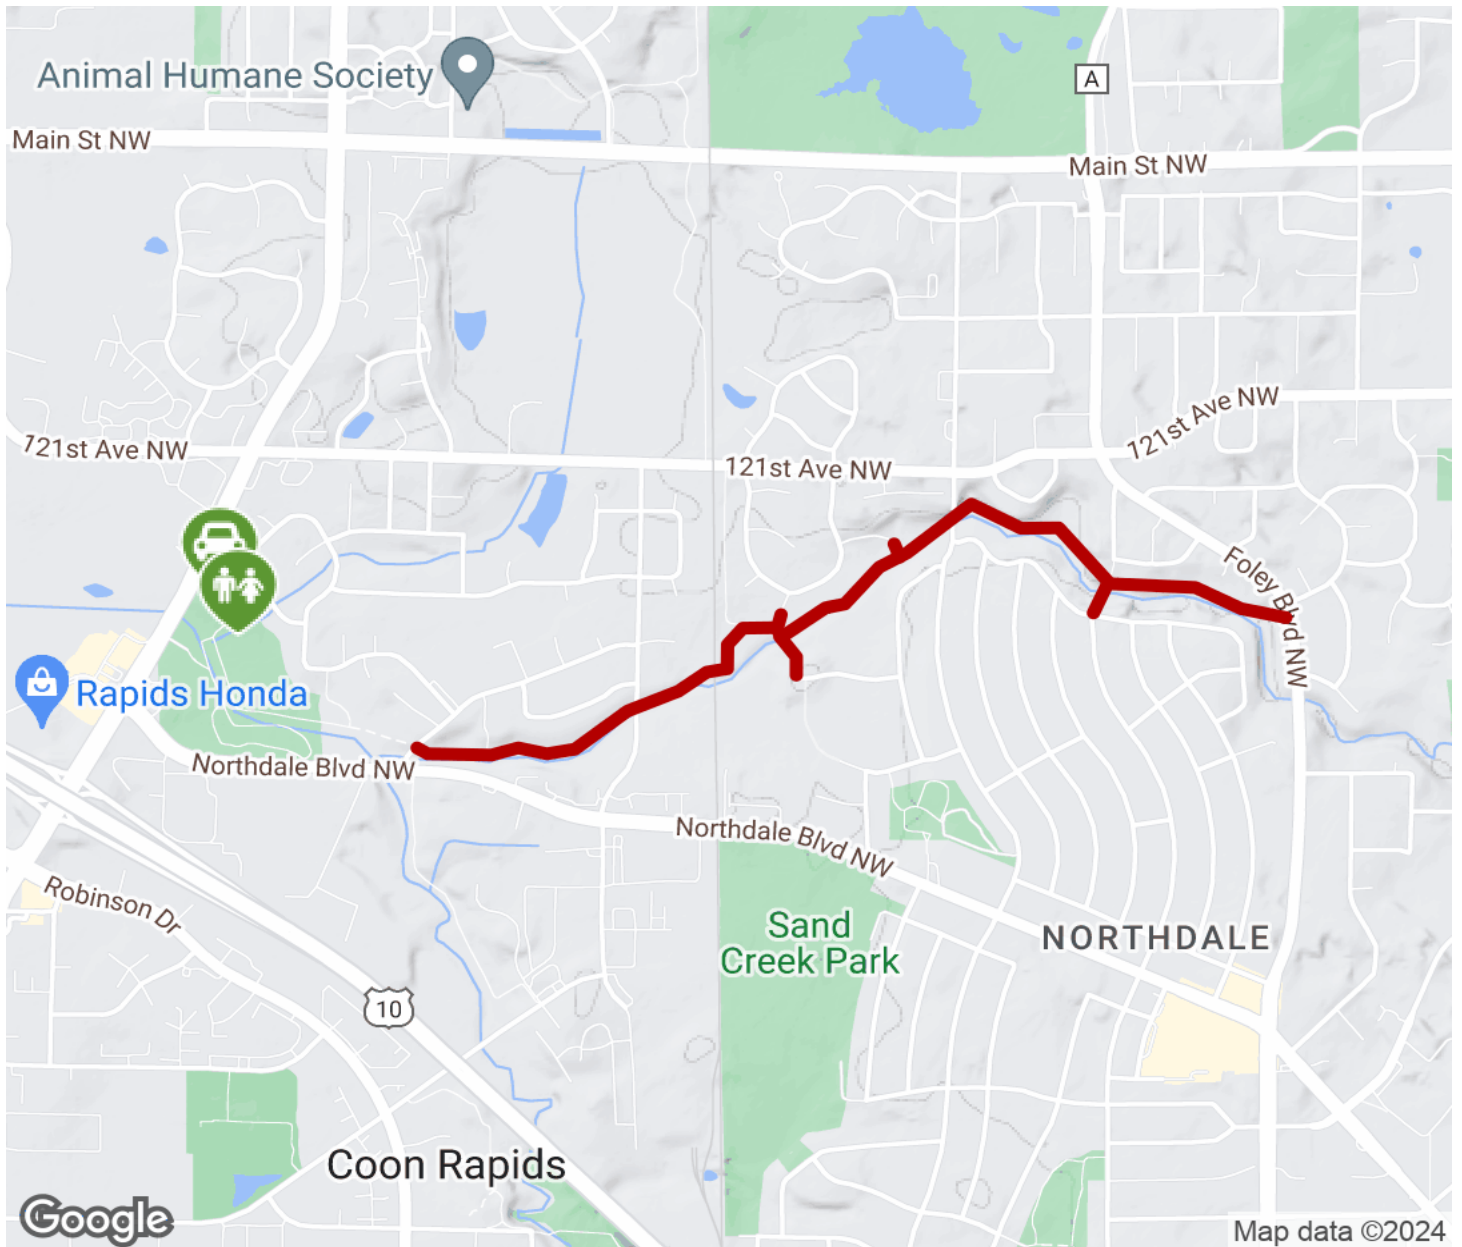 Animal Humane Society
A
Main St NW
Main St NW
121st Ave NW
121st Ave NW
121st Ave NW
Foley Blvd NW
Rapids Honda
Northdale Blvd NW
Northdale Blvd NW
Robinson Dr
Sand
Creek Park
NORTHDALE
10
Coon Rapids
Google
Map data ©2024